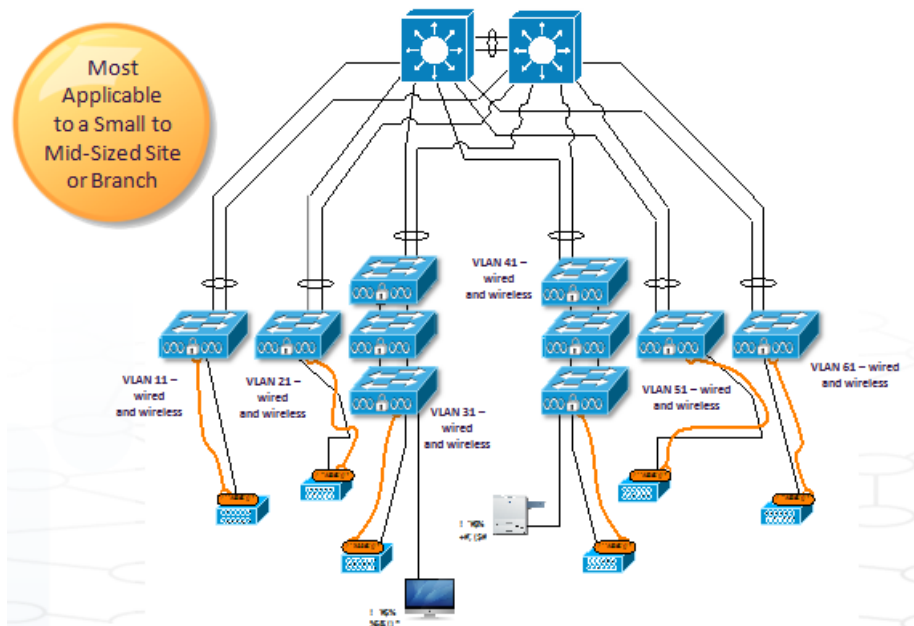 Most
Applicable
to a Small to
Mid-Sized Site
or Branch
VLAN 41 –
wired
and wireless
VLAN 11 –
wired
and wireless
VLAN 21 –
wired
and wireless
VLAN 31 –
wired
and wireless
VLAN 51 – wired
and wireless
VLAN 61 – wired
and wireless